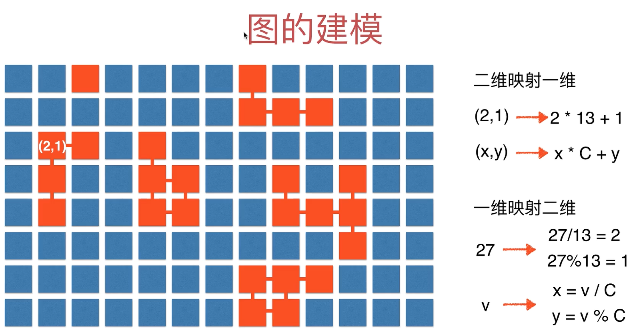 图的建模
二维映射一维
(2,1) 2 * 13 + 1
(x,y) x * C + y
(2,1)
一维映射二维
27
27/13 = 2
27%13 = 1
v
x = v / C
y = v % C